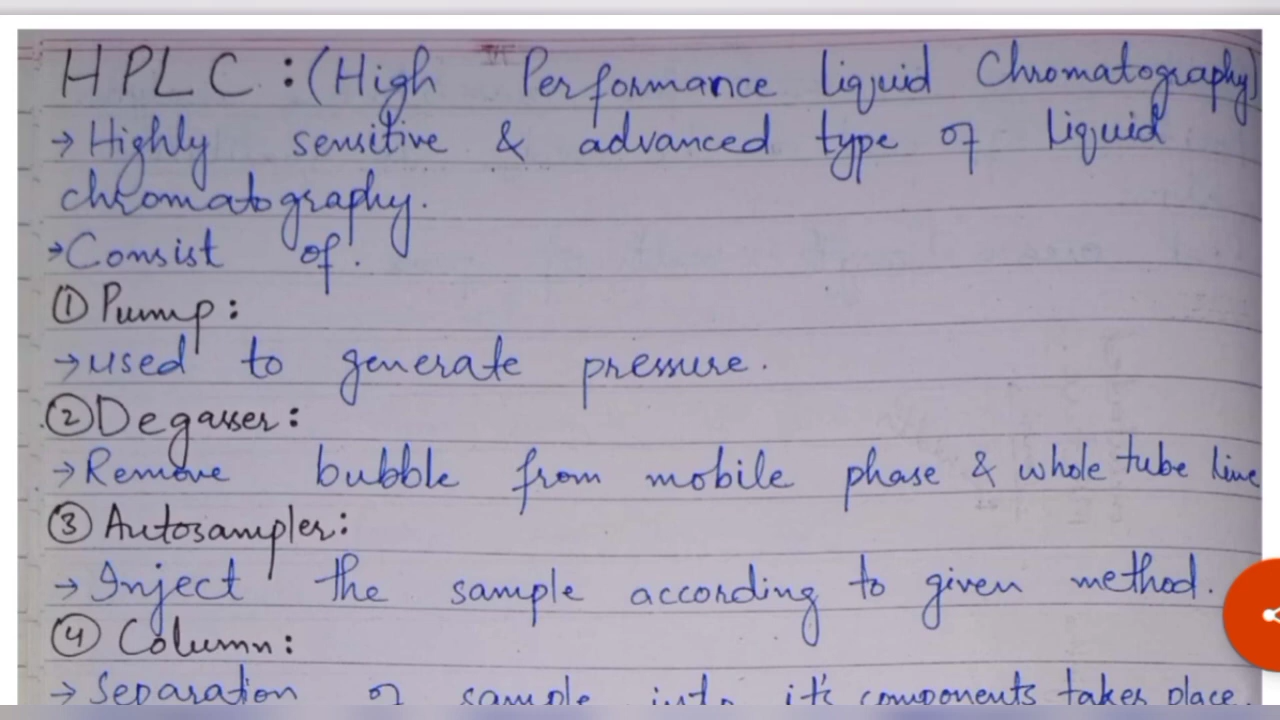 HPLC : (High Performance liquid Chromatography)
→ Highly sensitive & advanced type of liquid
chromatography.
→ Consist of.
① Pump :
→ used to generate pressure.
② Degasser :
→ Remove bubble from mobile phase & whole tube line
③ Autosampler :
→ Inject the sample according to given method.
④ Column :
→ Separation of sample into it's components takes place.